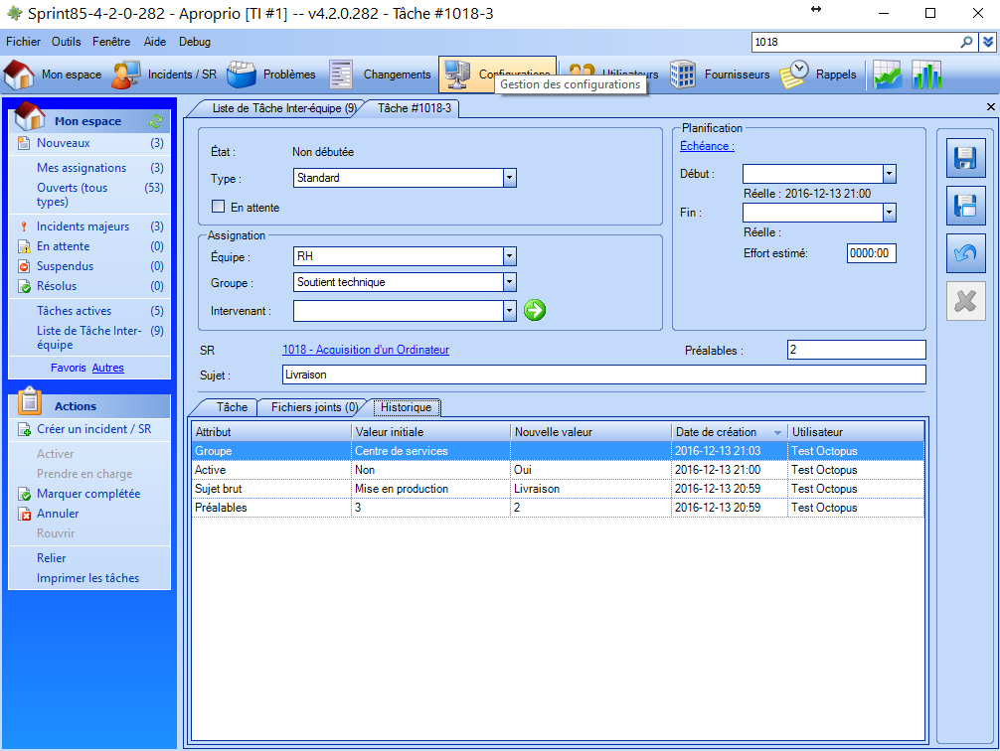 Sprint85-4-2-0-282 - Aproprio [TI #1] -- v4.2.0.282 - Tâche #1018-3
Fichier Outils Fenêtre Aide Debug
1018
Mon espace Incidents / SR Problèmes Changements Configurations Utilisateurs Fournisseurs Rappels
Gestion des configurations
Mon espace
Nouveaux (3)
Mes assignations (3)
Ouverts (tous (53)
types)
Incidents majeurs (3)
En attente (0)
Suspendus (0)
Résolus (0)
Tâches actives (5)
Liste de Tâche Inter- (9)
équipe
Favoris Autres
Actions
Créer un incident / SR
Activer
Prendre en charge
Marquer complétée
Annuler
Rouvrir
Relier
Imprimer les tâches
Liste de Tâche Inter-équipe (9) Tâche #1018-3
État : Non débutée
Type : Standard
En attente
Assignation
Équipe : RH
Groupe : Soutient technique
Intervenant :
Planification
Échéance :
Début :
Réelle : 2016-12-13 21:00
Fin :
Réelle :
Effort estimé: 0000:00
SR 1018 - Acquisition d'un Ordinateur Préalables : 2
Sujet : Livraison
Tâche Fichiers joints (0) Historique
Attribut Valeur initiale Nouvelle valeur Date de création Utilisateur
Groupe Centre de services 2016-12-13 21:03 Test Octopus
Active Non Oui 2016-12-13 21:00 Test Octopus
Sujet brut Mise en production Livraison 2016-12-13 20:59 Test Octopus
Préalables 3 2 2016-12-13 20:59 Test Octopus